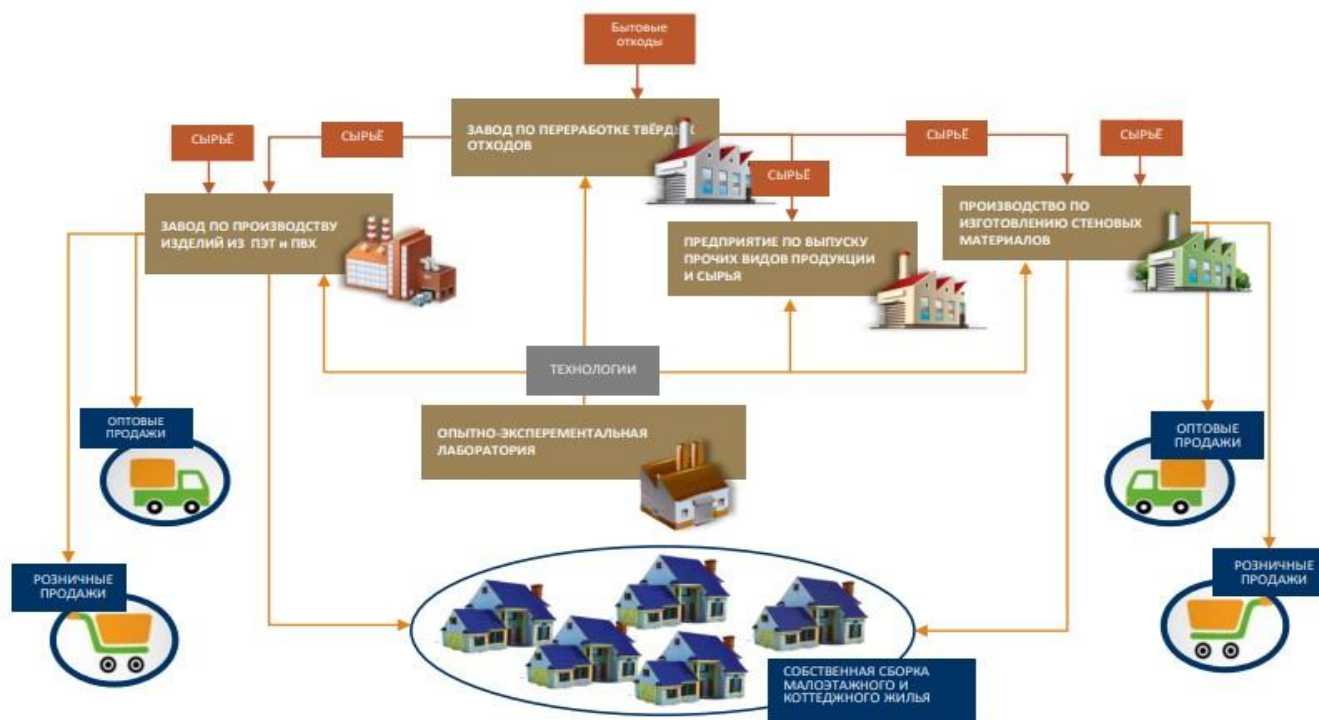 Бытовые
отходы
ЗАВОД ПО ПЕРЕРАБОТКЕ ТВЁРДЫХ
ОТХОДОВ
СЫРЬЁ
СЫРЬЁ
СЫРЬЁ
СЫРЬЁ
СЫРЬЁ
ЗАВОД ПО ПРОИЗВОДСТВУ
ИЗДЕЛИЙ ИЗ ПЭТ и ПВХ
ПРЕДПРИЯТИЕ ПО ВЫПУСКУ
ПРОЧИХ ВИДОВ ПРОДУКЦИИ
И СЫРЬЯ
ПРОИЗВОДСТВО ПО
ИЗГОТОВЛЕНИЮ СТЕНОВЫХ
МАТЕРИАЛОВ
ТЕХНОЛОГИИ
ОПЫТНО-ЭКСПЕРЕМЕНТАЛЬНАЯ
ЛАБОРАТОРИЯ
ОПТОВЫЕ
ПРОДАЖИ
ОПТОВЫЕ
ПРОДАЖИ
РОЗНИЧНЫЕ
ПРОДАЖИ
РОЗНИЧНЫЕ
ПРОДАЖИ
СОБСТВЕННАЯ СБОРКА
МАЛОЭТАЖНОГО И
КОТТЕДЖНОГО ЖИЛЬЯ